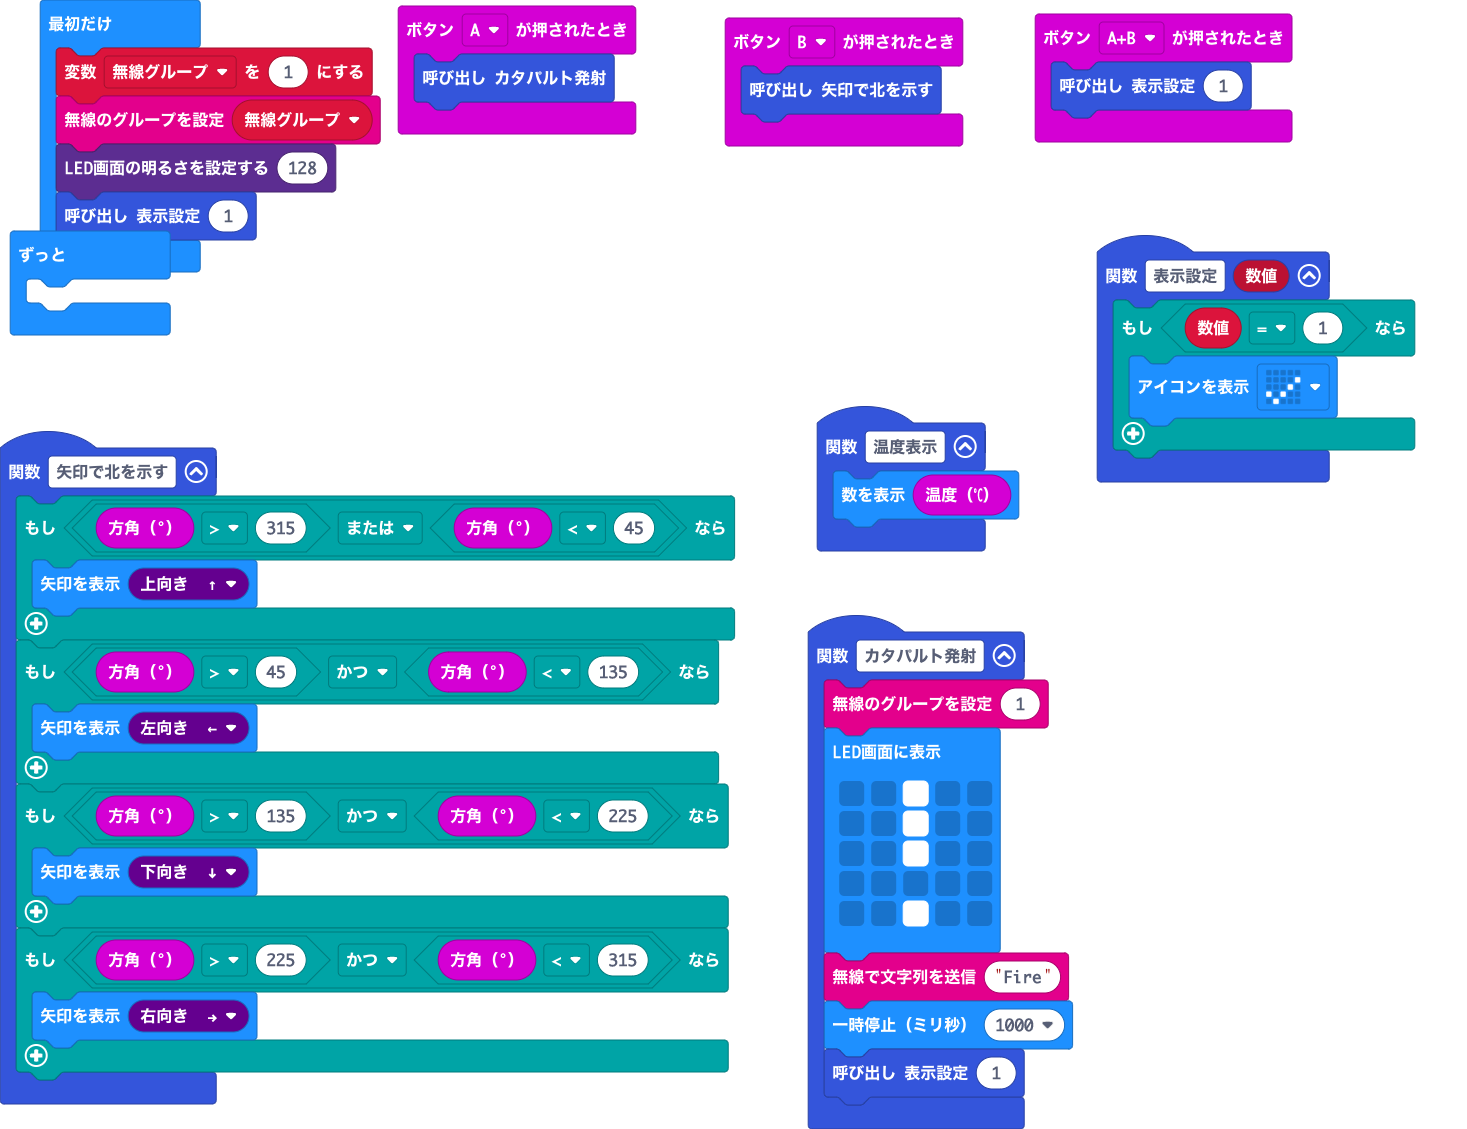 最初だけ
変数 無線グループ を 1 にする
無線のグループを設定 無線グループ
LED画面の明るさを設定する 128
呼び出し 表示設定 1
ずっと
ボタン A が押されたとき
呼び出し カタパルト発射
ボタン B が押されたとき
呼び出し 矢印で北を示す
ボタン A+B が押されたとき
呼び出し 表示設定 1
関数 表示設定 数値
もし 数値 = 1 なら
アイコンを表示
関数 矢印で北を示す
もし 方角 (°) > 315 または 方角 (°) < 45 なら
矢印を表示 上向き ↑
もし 方角 (°) > 45 かつ 方角 (°) < 135 なら
矢印を表示 左向き ←
もし 方角 (°) > 135 かつ 方角 (°) < 225 なら
矢印を表示 下向き ↓
もし 方角 (°) > 225 かつ 方角 (°) < 315 なら
矢印を表示 右向き →
関数 温度表示
数を表示 温度 (℃)
関数 カタパルト発射
無線のグループを設定 1
LED画面に表示
無線で文字列を送信 "Fire"
一時停止 (ミリ秒) 1000
呼び出し 表示設定 1